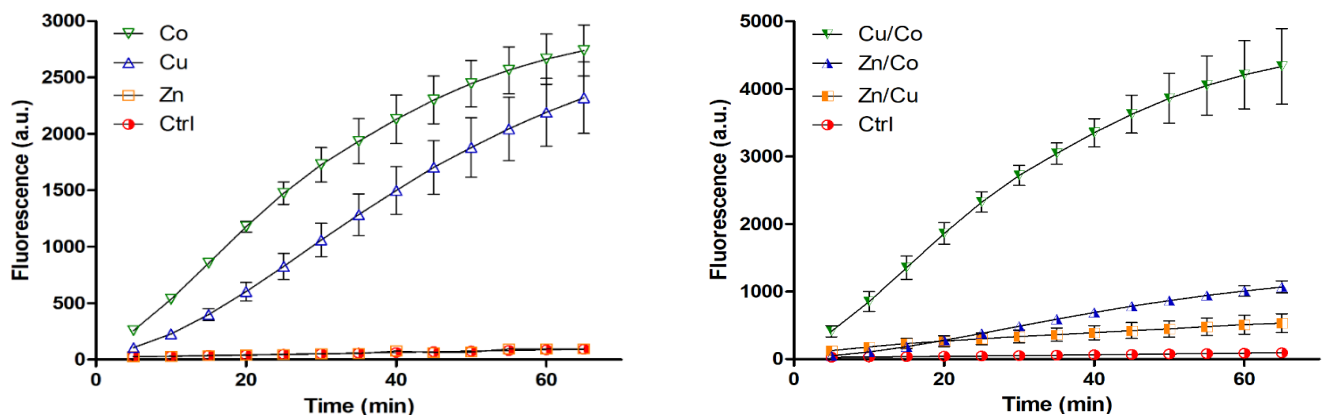 3000
2500
2000
1500
1000
500
0
Fluorescence (a.u.)
Co
Cu
Zn
Ctrl
0 20 40 60
Time (min)
5000
4000
3000
2000
1000
0
Fluorescence (a.u.)
Cu/Co
Zn/Co
Zn/Cu
Ctrl
0 20 40 60
Time (min)